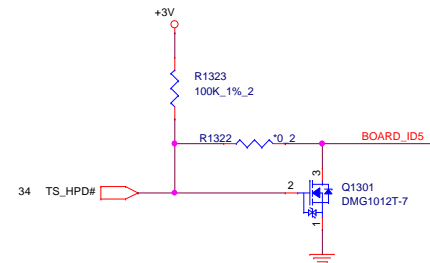 +3V
R1323
100K_1%_2
R1322 *0_2 BOARD_ID5
3
34 TS_HPD# 2 Q1301
DMG1012T-7
1